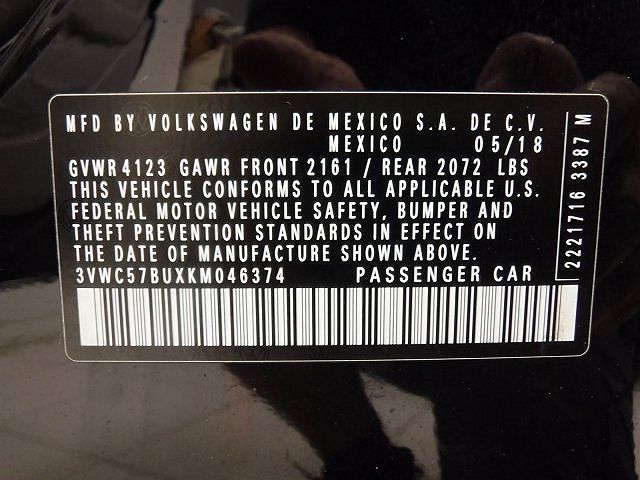 MFD BY VOLKSWAGEN DE MEXICO S.A. DE C.V.
MEXICO 05/18
GVWR 4123 GAWR FRONT 2161 / REAR 2072 LBS
THIS VEHICLE CONFORMS TO ALL APPLICABLE U.S.
FEDERAL MOTOR VEHICLE SAFETY, BUMPER AND
THEFT PREVENTION STANDARDS IN EFFECT ON
THE DATE OF MANUFACTURE SHOWN ABOVE.
3VWC57BUXKM046374 PASSENGER CAR
2221716 3387 M